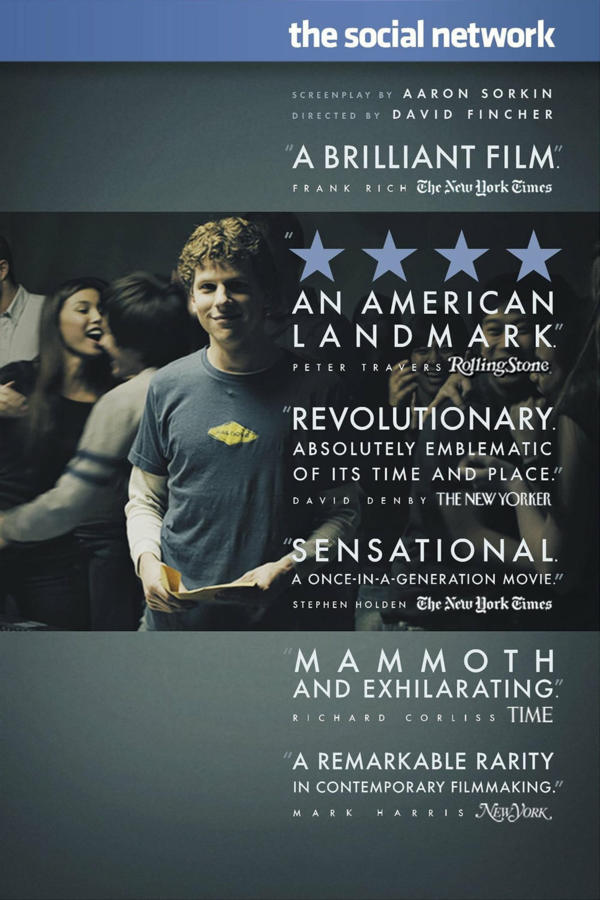 the social network
SCREENPLAY BY AARON SORKIN
DIRECTED BY DAVID FINCHER
"A BRILLIANT FILM."
FRANK RICH The New York Times
"★ ★ ★ ★
AN AMERICAN
LANDMARK."
PETER TRAVERS RollingStone
"REVOLUTIONARY.
ABSOLUTELY EMBLEMATIC
OF ITS TIME AND PLACE."
DAVID DENBY THE NEW YORKER
"SENSATIONAL.
A ONCE-IN-A-GENERATION MOVIE."
STEPHEN HOLDEN The New York Times
"MAMMOTH
AND EXHILARATING."
RICHARD CORLISS TIME
"A REMARKABLE RARITY
IN CONTEMPORARY FILMMAKING."
MARK HARRIS NEW YORK